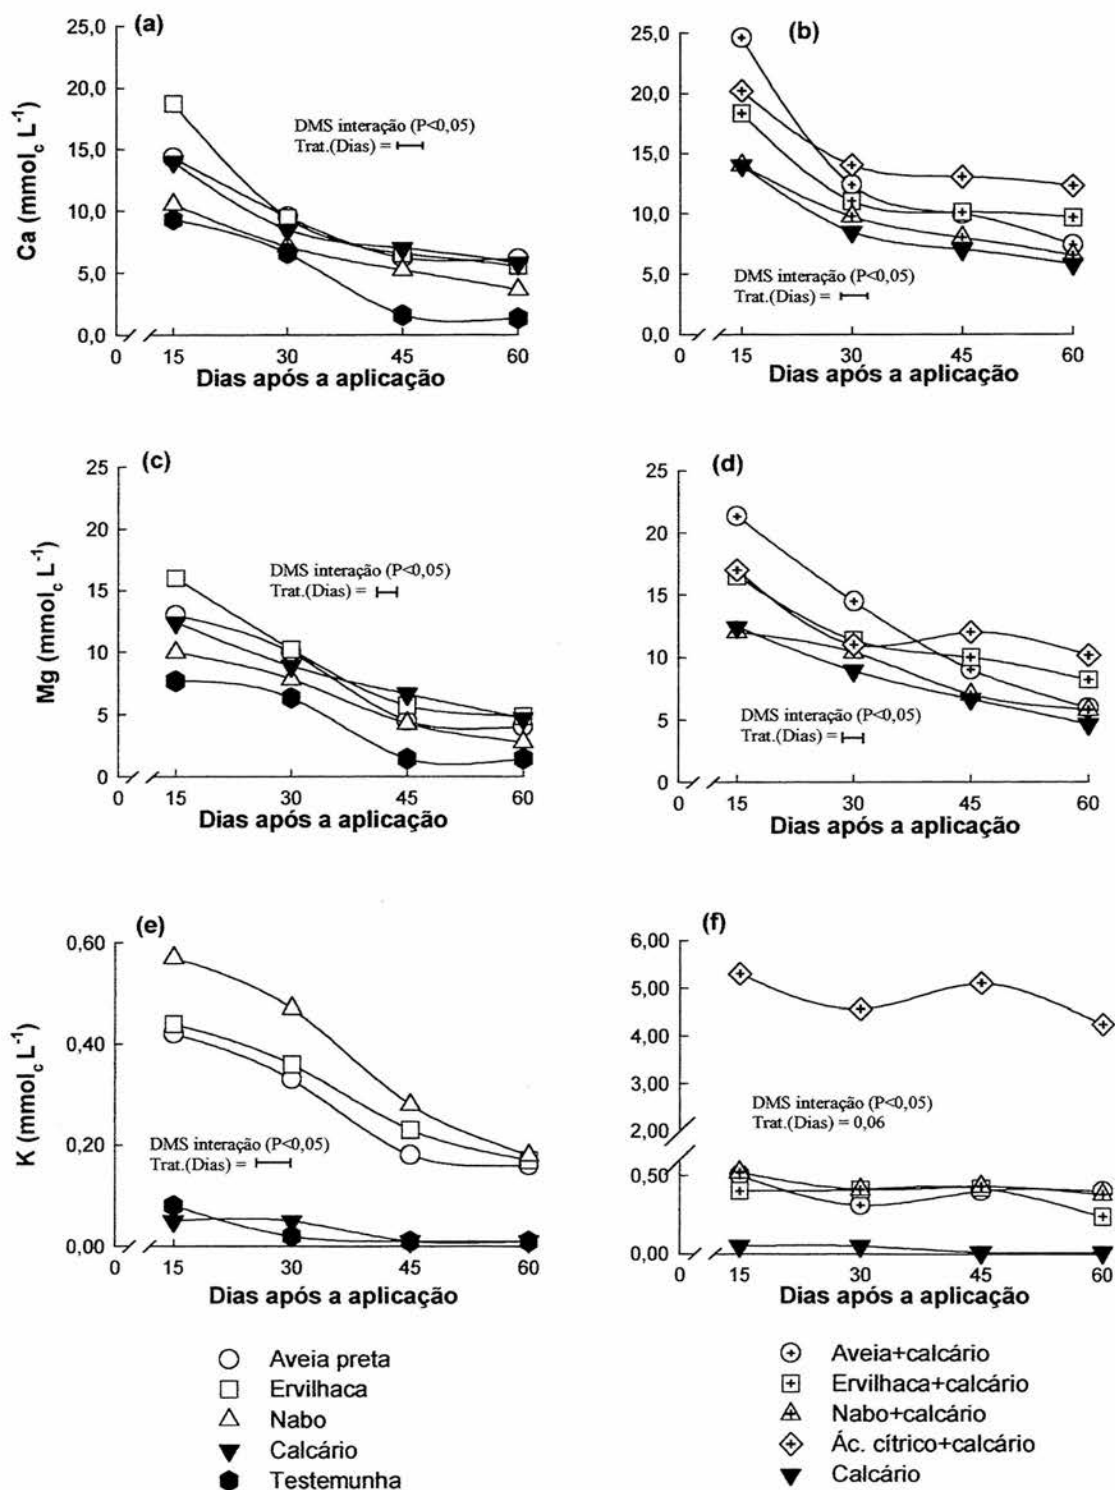 (a)
25,0
20,0
15,0
10,0
5,0
0,0
Ca (mmolc L-1)
DMS interação (P<0,05)
Trat.(Dias) =
0 15 30 45 60
Dias após a aplicação
(b)
25,0
20,0
15,0
10,0
5,0
0,0
DMS interação (P<0,05)
Trat.(Dias) =
0 15 30 45 60
Dias após a aplicação
(c)
25
20
15
10
5
0
Mg (mmolc L-1)
DMS interação (P<0,05)
Trat.(Dias) =
0 15 30 45 60
Dias após a aplicação
(d)
25
20
15
10
5
0
DMS interação (P<0,05)
Trat.(Dias) =
0 15 30 45 60
Dias após a aplicação
(e)
0,60
0,40
0,20
0,00
K (mmolc L-1)
DMS interação (P<0,05)
Trat.(Dias) =
0 15 30 45 60
Dias após a aplicação
(f)
6,00
5,00
4,00
3,00
2,00
0,50
0,00
DMS interação (P<0,05)
Trat.(Dias) = 0,06
0 15 30 45 60
Dias após a aplicação
Aveia preta
Ervilhaca
Nabo
Calcário
Testemunha
Aveia+calcário
Ervilhaca+calcário
Nabo+calcário
Ác. cítrico+calcário
Calcário